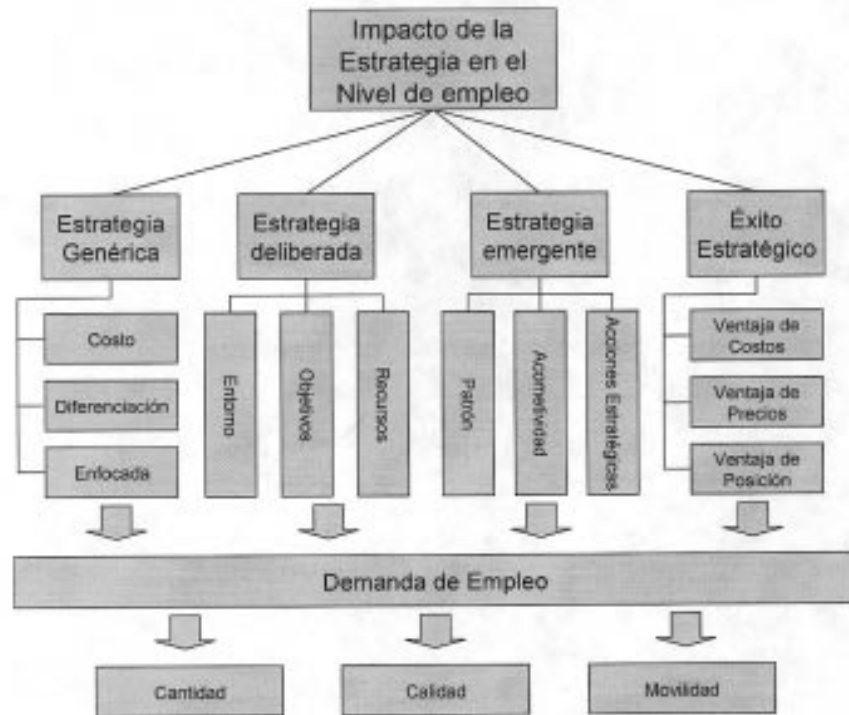 Impacto de la
Estrategia en el
Nivel de empleo
Estrategia
Genérica
Estrategia
deliberada
Estrategia
emergente
Éxito
Estratégico
Costo
Diferenciación
Enfocada
Entorno
Objetivos
Recursos
Patrón
Acometividad
Acciones Estratégicas
Ventaja de
Costos
Ventaja de
Precios
Ventaja de
Posición
Demanda de Empleo
Cantidad
Calidad
Movilidad